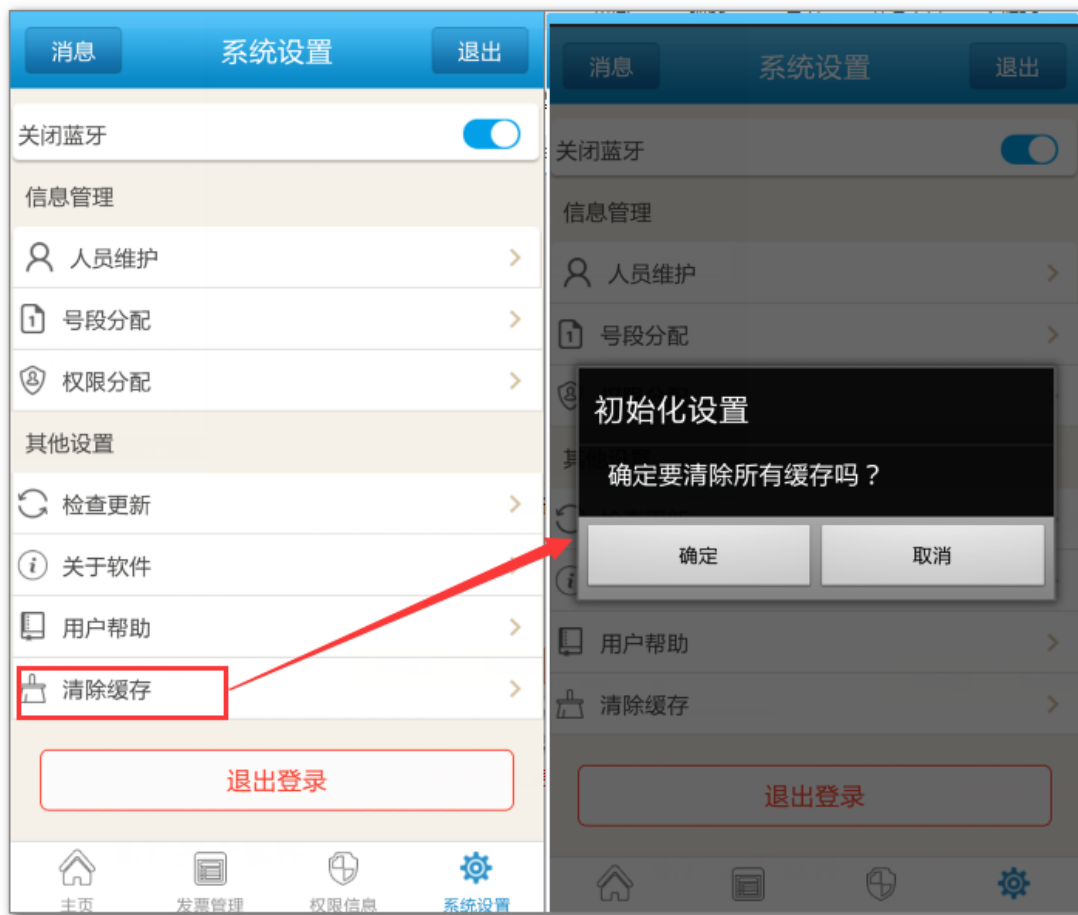 消息
系统设置
退出
关闭蓝牙
信息管理
人员维护
号段分配
权限分配
其他设置
检查更新
关于软件
用户帮助
清除缓存
退出登录
主页
发票管理
权限信息
系统设置
消息
系统设置
退出
关闭蓝牙
信息管理
人员维护
号段分配
初始化设置
确定要清除所有缓存吗？
确定
取消
用户帮助
清除缓存
退出登录